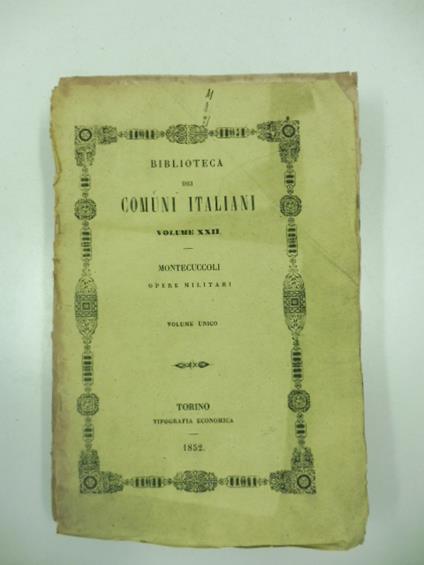 BIBLIOTECA
DEI
COMUNI ITALIANI
VOLUME XXII.
MONTECUCCOLI
OPERE MILITARI
VOLUME UNICO
TORINO
TIPOGRAFIA ECONOMICA
1852.